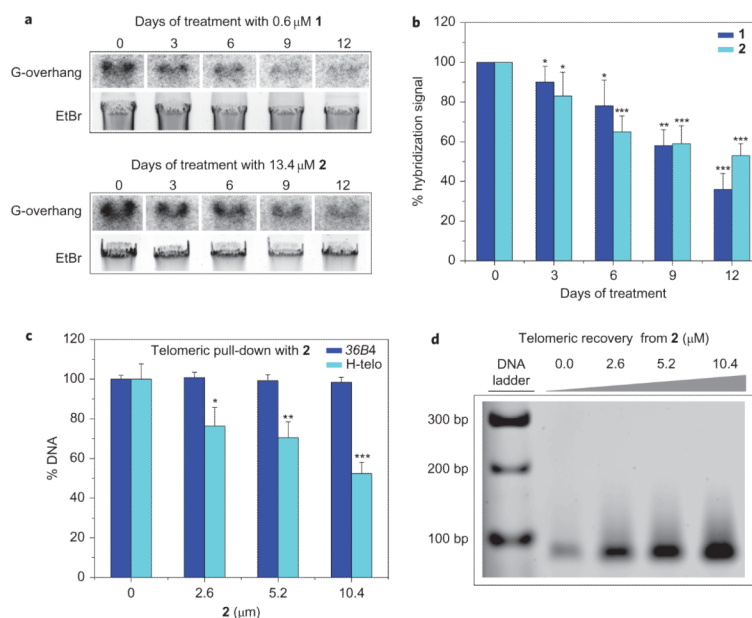 a
Days of treatment with 0.6 μM 1
0 3 6 9 12
G-overhang
EtBr
Days of treatment with 13.4 μM 2
0 3 6 9 12
G-overhang
EtBr
b
1
2
% hybridization signal
120
100
80
60
40
20
0
* * * *** ** *** *** ***
0 3 6 9 12
Days of treatment
c
Telomeric pull-down with 2
36B4
H-telo
% DNA
120
100
80
60
40
20
0
* ** ***
0 2.6 5.2 10.4
2 (μm)
d
Telomeric recovery from 2 (μM)
DNA
ladder
0.0 2.6 5.2 10.4
300 bp
200 bp
100 bp